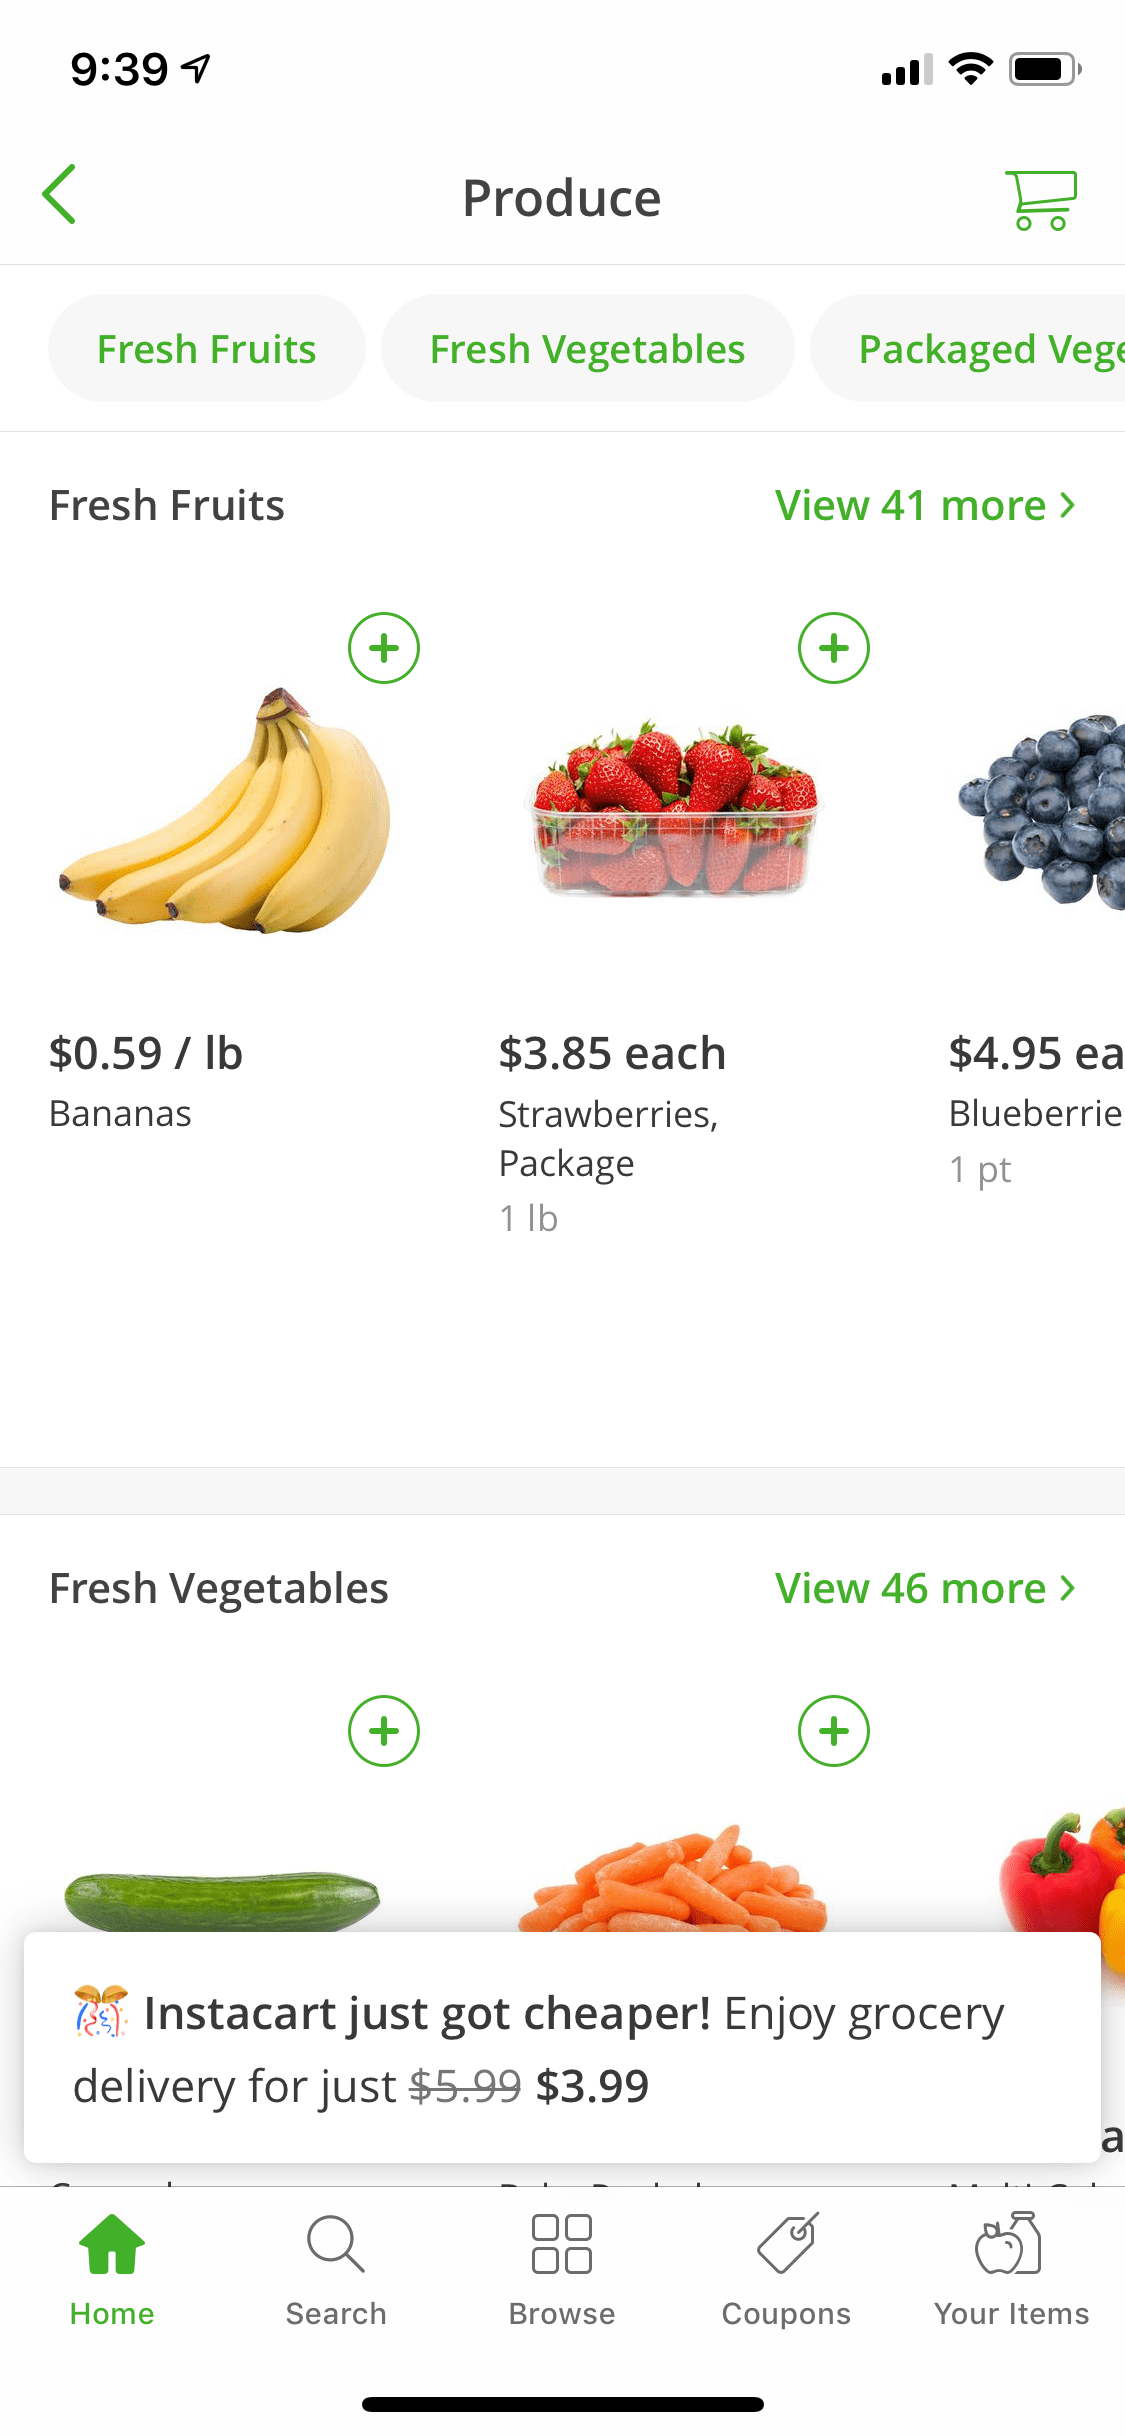 9:39
Produce
Fresh Fruits
Fresh Vegetables
Packaged Vege
Fresh Fruits
View 41 more
$0.59 / lb
Bananas
$3.85 each
Strawberries,
Package
1 lb
$4.95 ea
Blueberrie
1 pt
Fresh Vegetables
View 46 more
Instacart just got cheaper! Enjoy grocery
delivery for just $5.99 $3.99
Home
Search
Browse
Coupons
Your Items